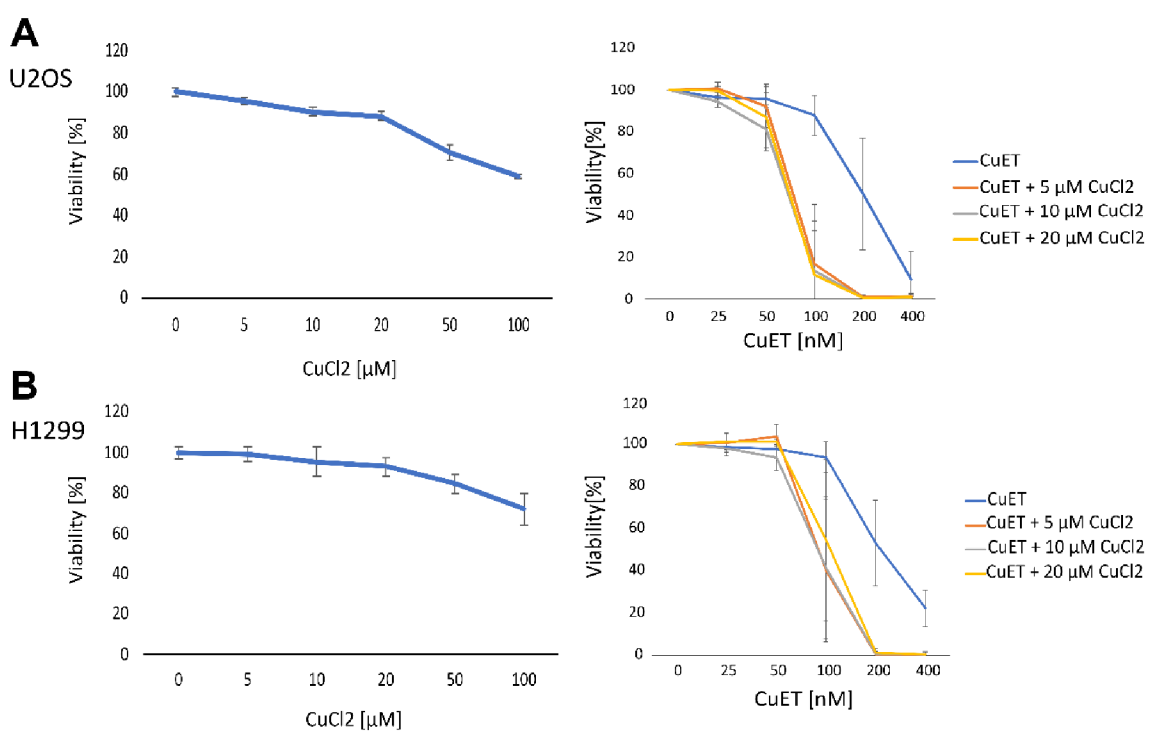 A
U2OS
120
100
80
60
40
20
0
Viability [%]
0 5 10 20 50 100
CuCl2 [µM]
120
100
80
60
40
20
0
Viability[%]
0 25 50 100 200 400
CuET [nM]
CuET
CuET + 5 µM CuCl2
CuET + 10 µM CuCl2
CuET + 20 µM CuCl2
B
H1299
120
100
80
60
40
20
0
Viability [%]
0 5 10 20 50 100
CuCl2 [µM]
120
100
80
60
40
20
0
Viability[%]
0 25 50 100 200 400
CuET [nM]
CuET
CuET + 5 µM CuCl2
CuET + 10 µM CuCl2
CuET + 20 µM CuCl2